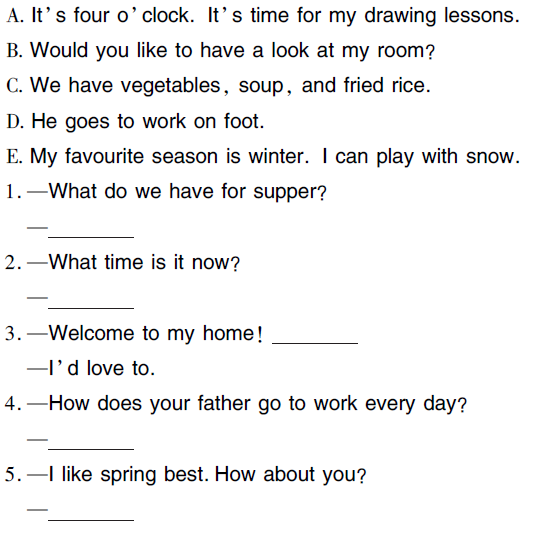 A. It's four o'clock. It's time for my drawing lessons.
B. Would you like to have a look at my room?
C. We have vegetables, soup, and fried rice.
D. He goes to work on foot.
E. My favourite season is winter. I can play with snow.
1. —What do we have for supper?
—________
2. —What time is it now?
—________
3. —Welcome to my home! ________
—I'd love to.
4. —How does your father go to work every day?
—________
5. —I like spring best. How about you?
—________